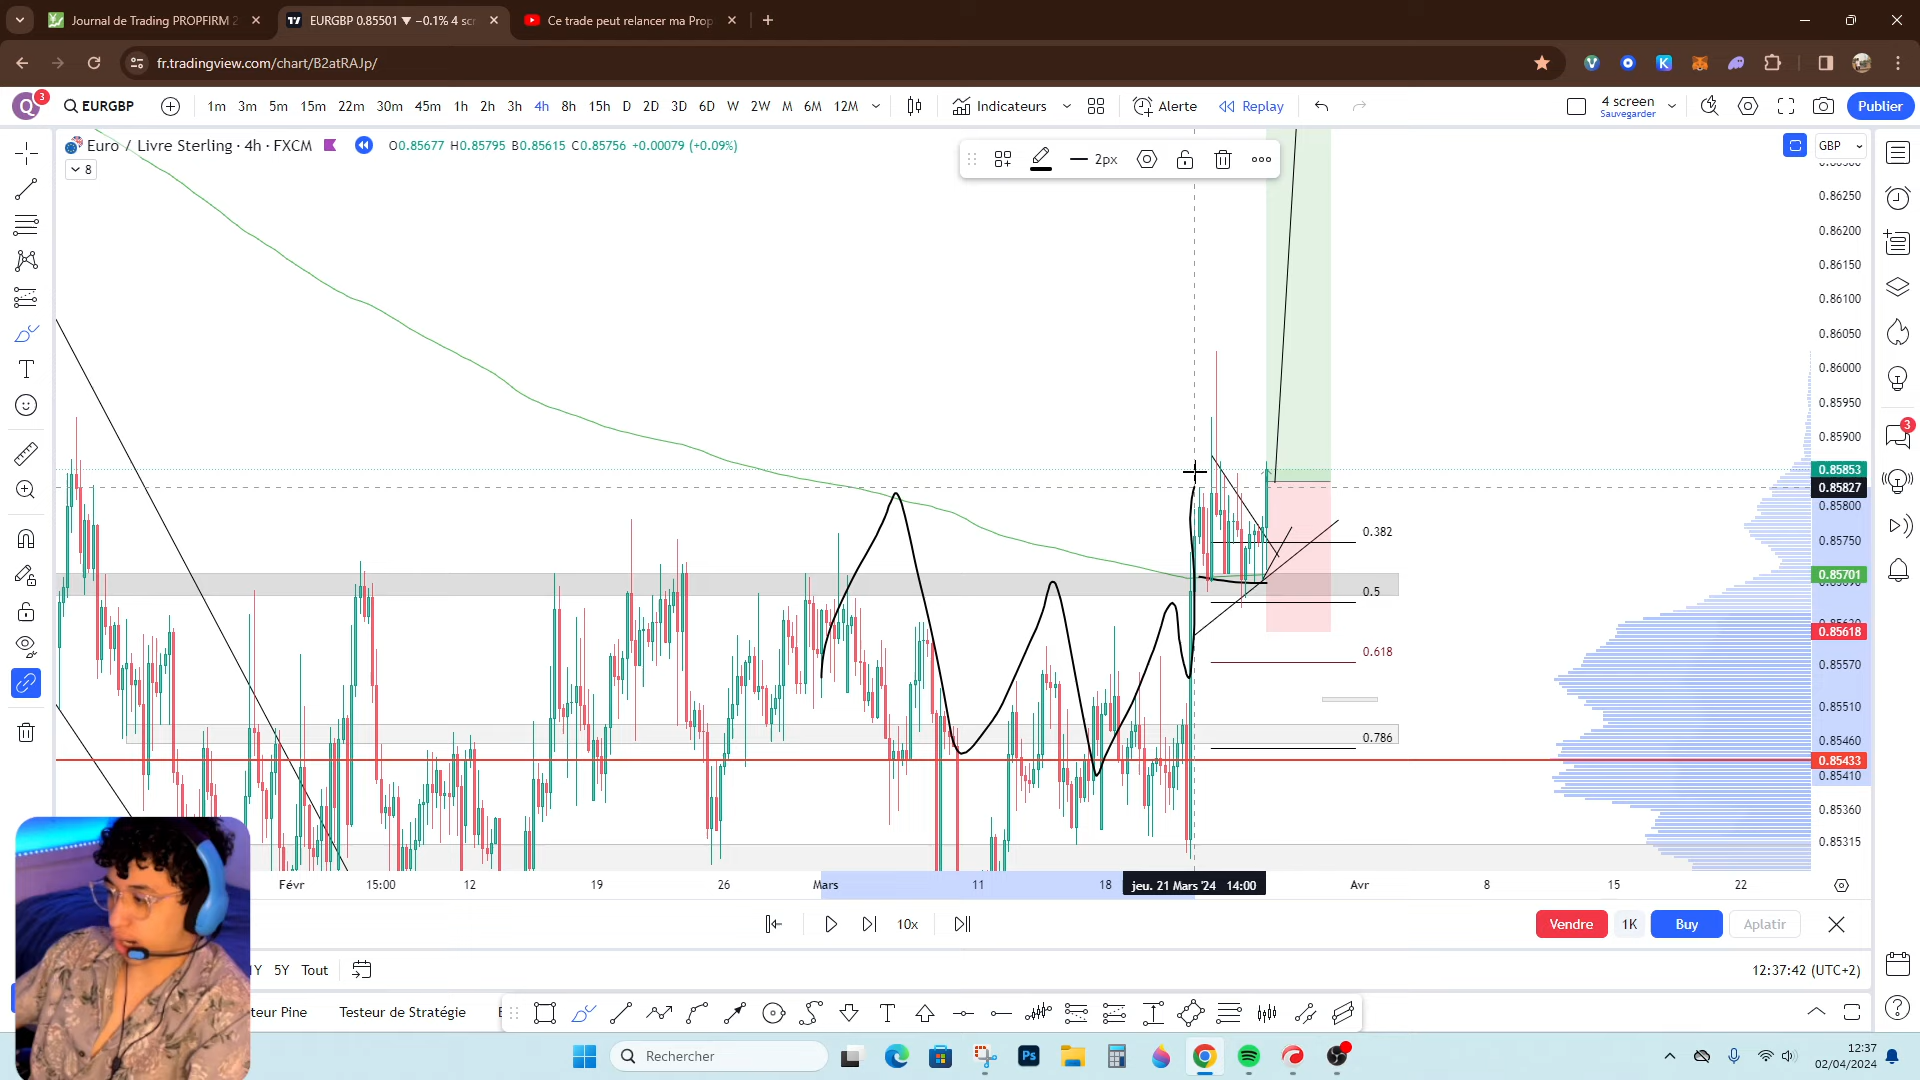 Journal de Trading PROPFIRM 2
EURGBP 0.85501 ▼ −0.1% 4 scr
Ce trade peut relancer ma Prop
fr.tradingview.com/chart/B2atRAJp/
Q 3
EURGBP
1m 3m 5m 15m 22m 30m 45m 1h 2h 3h 4h 8h 15h D 2D 3D 6D W 2W M 6M 12M
Indicateurs
Alerte
Replay
4 screen
Sauvegarder
Publier
Euro / Livre Sterling · 4h · FXCM
O0.85677 H0.85795 B0.85615 C0.85756 +0.00079 (+0.09%)
8
2px
GBP
0.86250
0.86200
0.86150
0.86100
0.86050
0.86000
0.85950
0.85900
0.85853
0.85827
0.85800
0.85750
0.85701
0.85618
0.85570
0.85510
0.85460
0.85433
0.85410
0.85360
0.85315
0.382
0.5
0.618
0.786
3
Févr 15:00 12 19 26 Mars 11 18 jeu. 21 Mars '24 14:00 Avr 8 15 22
10x
Vendre 1K Buy Aplatir
5Y Tout
12:37:42 (UTC+2)
Testeur de Stratégie
Rechercher
Ps
12:37
02/04/2024